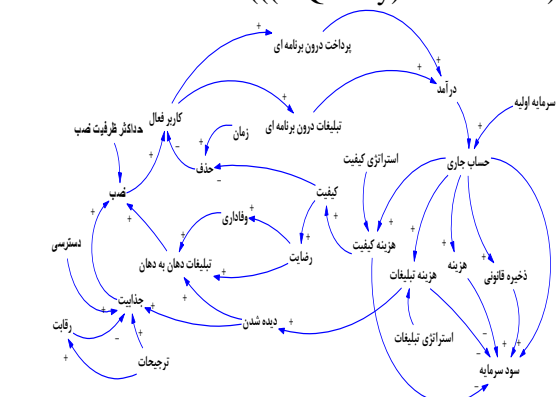 پرداخت درون برنامه ای
درآمد
سرمایه اولیه
کاربر فعال
تبلیغات درون برنامه ای
حداکثر ظرفیت نصب
زمان
استراتژی کیفیت
حساب جاری
حذف
نصب
کیفیت
وفاداری
دسترسی
تبلیغات دهان به دهان
رضایت
هزینه کیفیت
هزینه تبلیغات
هزینه
ذخیره قانونی
جذابیت
رقابت
دیده شدن
استراتژی تبلیغات
ترجیحات
سود سرمایه